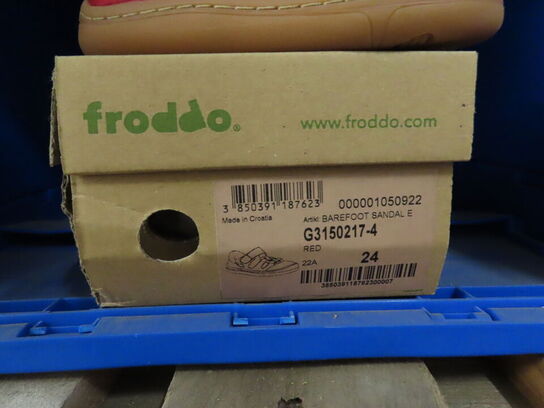 froddo®
www.froddo.com
3 850391 187623
000001050922
Made in Croatia
Artikl: BAREFOOT SANDAL E
G3150217-4
RED
22A
24
385039118762300007